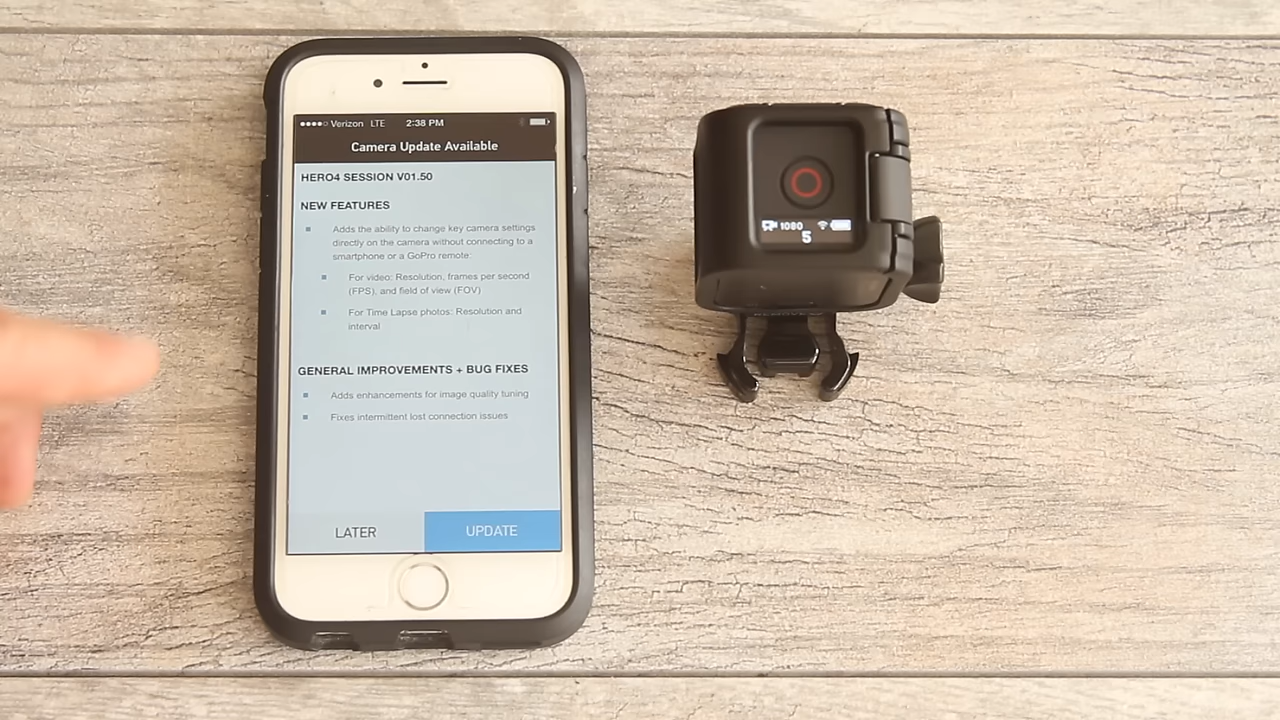 Verizon LTE 2:38 PM
Camera Update Available
HERO4 SESSION V01.50
NEW FEATURES
Adds the ability to change key camera settings
directly on the camera without connecting to a
smartphone or a GoPro remote:
For video: Resolution, frames per second
(FPS), and field of view (FOV)
For Time Lapse photos: Resolution and
interval
GENERAL IMPROVEMENTS + BUG FIXES
Adds enhancements for image quality tuning
Fixes intermittent lost connection issues
LATER UPDATE
1080
5